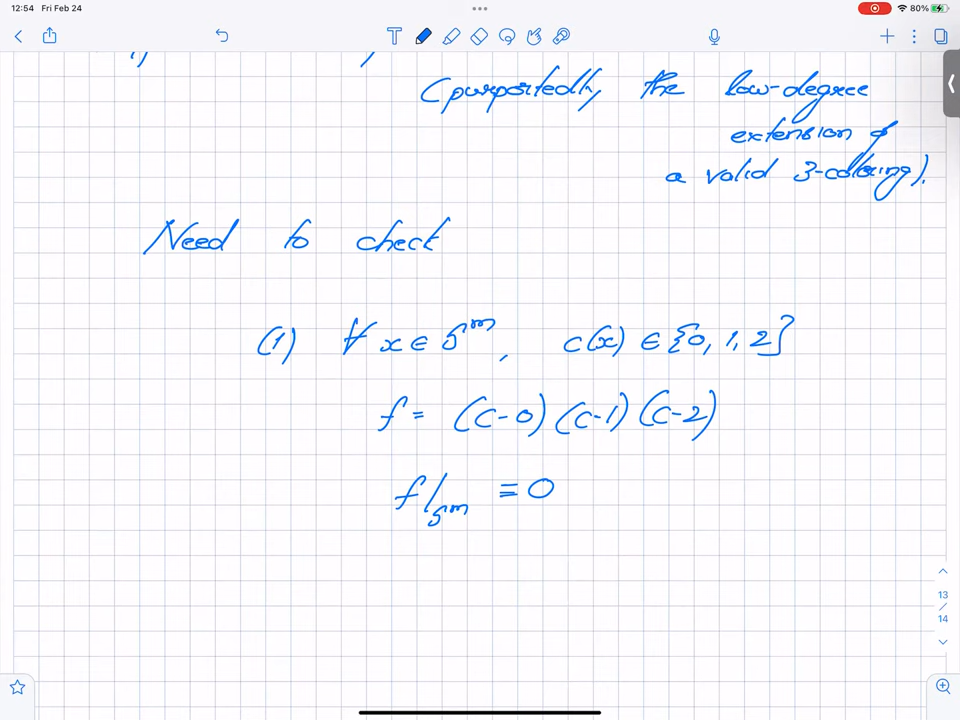 12:54 Fri Feb 24
80%
(purportedly the low-degree
extension of
a valid 3-coloring).
Need to check
(1) ∀ x ∈ S^m, c(x) ∈ {0, 1, 2}
f = (C-0) (C-1) (C-2)
f|_{S^m} ≡ 0
13
/
14